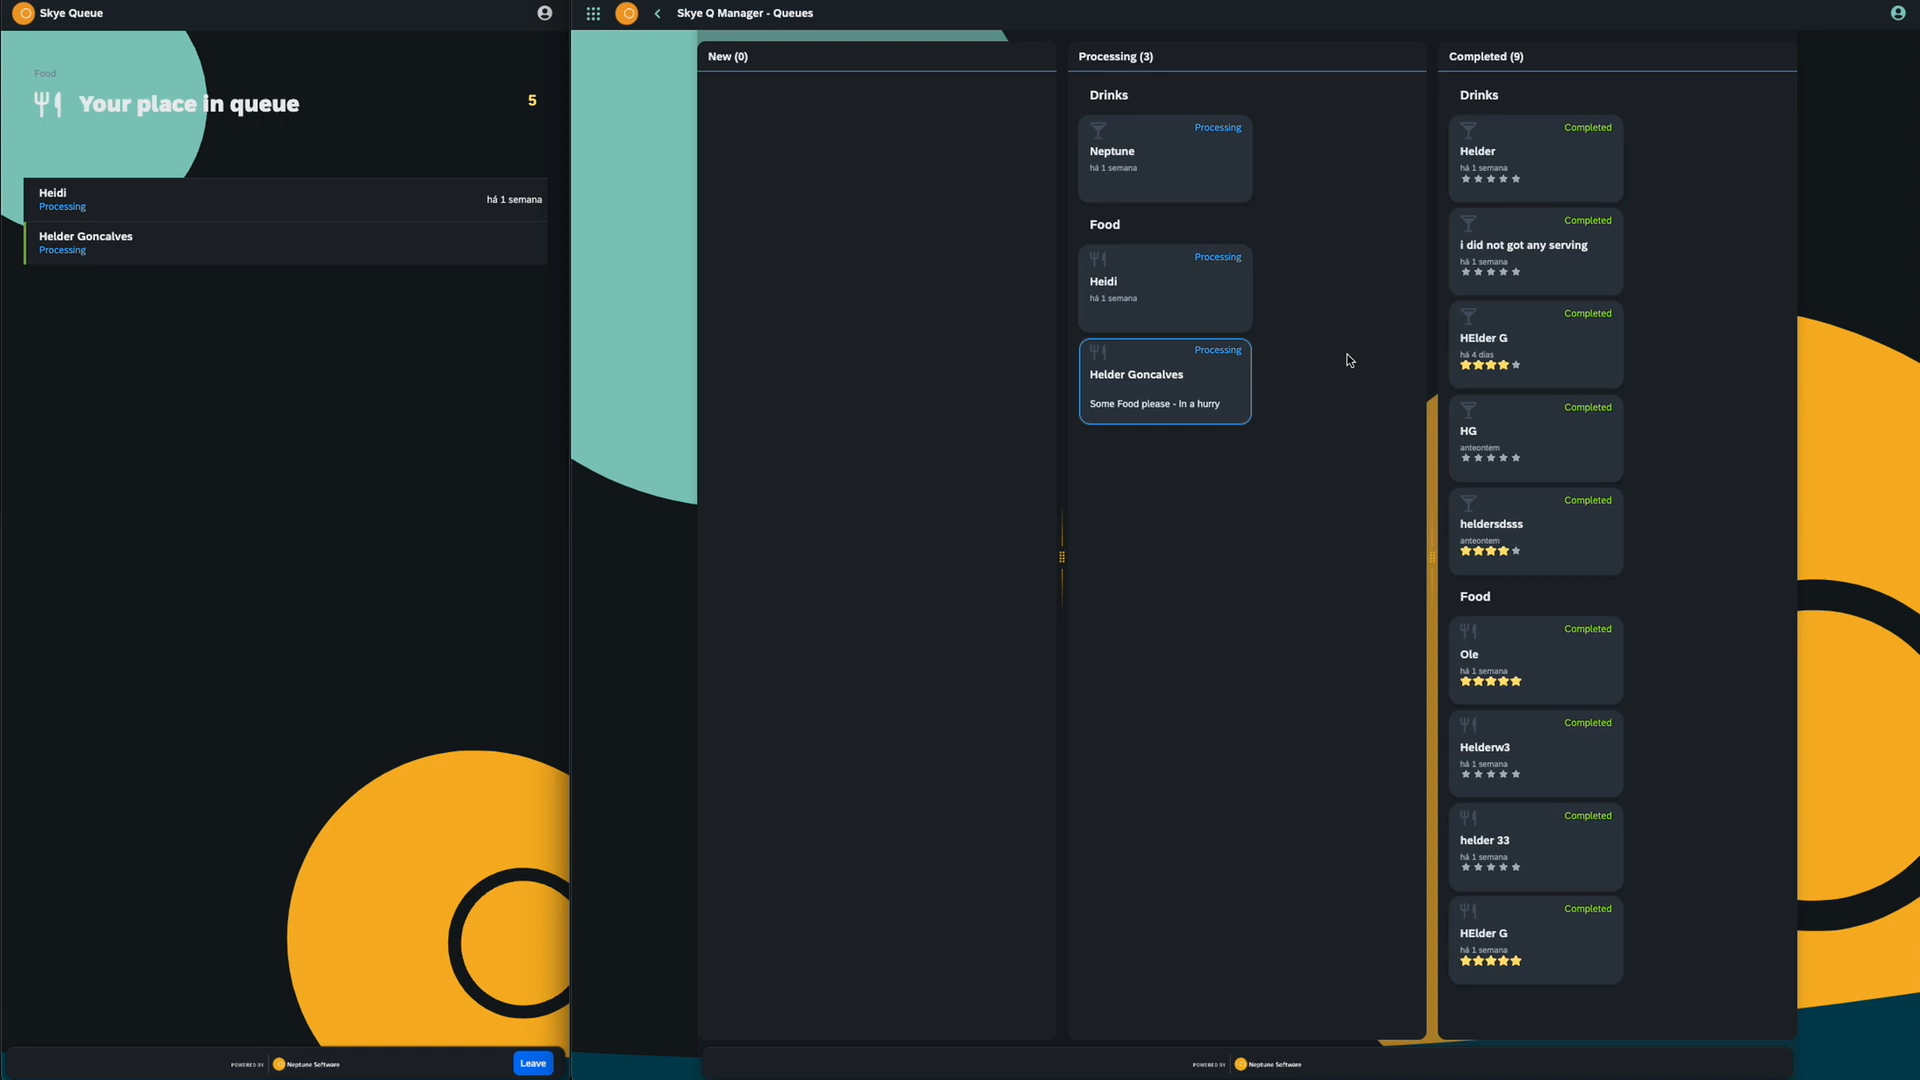 Skye Queue
Food
Your place in queue
5
Heidi
Processing
há 1 semana
Helder Goncalves
Processing
POWERED BY
Neptune Software
Leave
Skye Q Manager - Queues
New (0)
Processing (3)
Drinks
Processing
Neptune
há 1 semana
Food
Processing
Heidi
há 1 semana
Processing
Helder Goncalves
Some Food please - In a hurry
Completed (9)
Drinks
Completed
Helder
há 1 semana
Completed
i did not got any serving
há 1 semana
Completed
HElder G
há 4 dias
Completed
HG
anteontem
Completed
heldersdsss
anteontem
Food
Completed
Ole
há 1 semana
Completed
Helderw3
há 1 semana
Completed
helder 33
há 1 semana
Completed
HElder G
há 1 semana
POWERED BY
Neptune Software